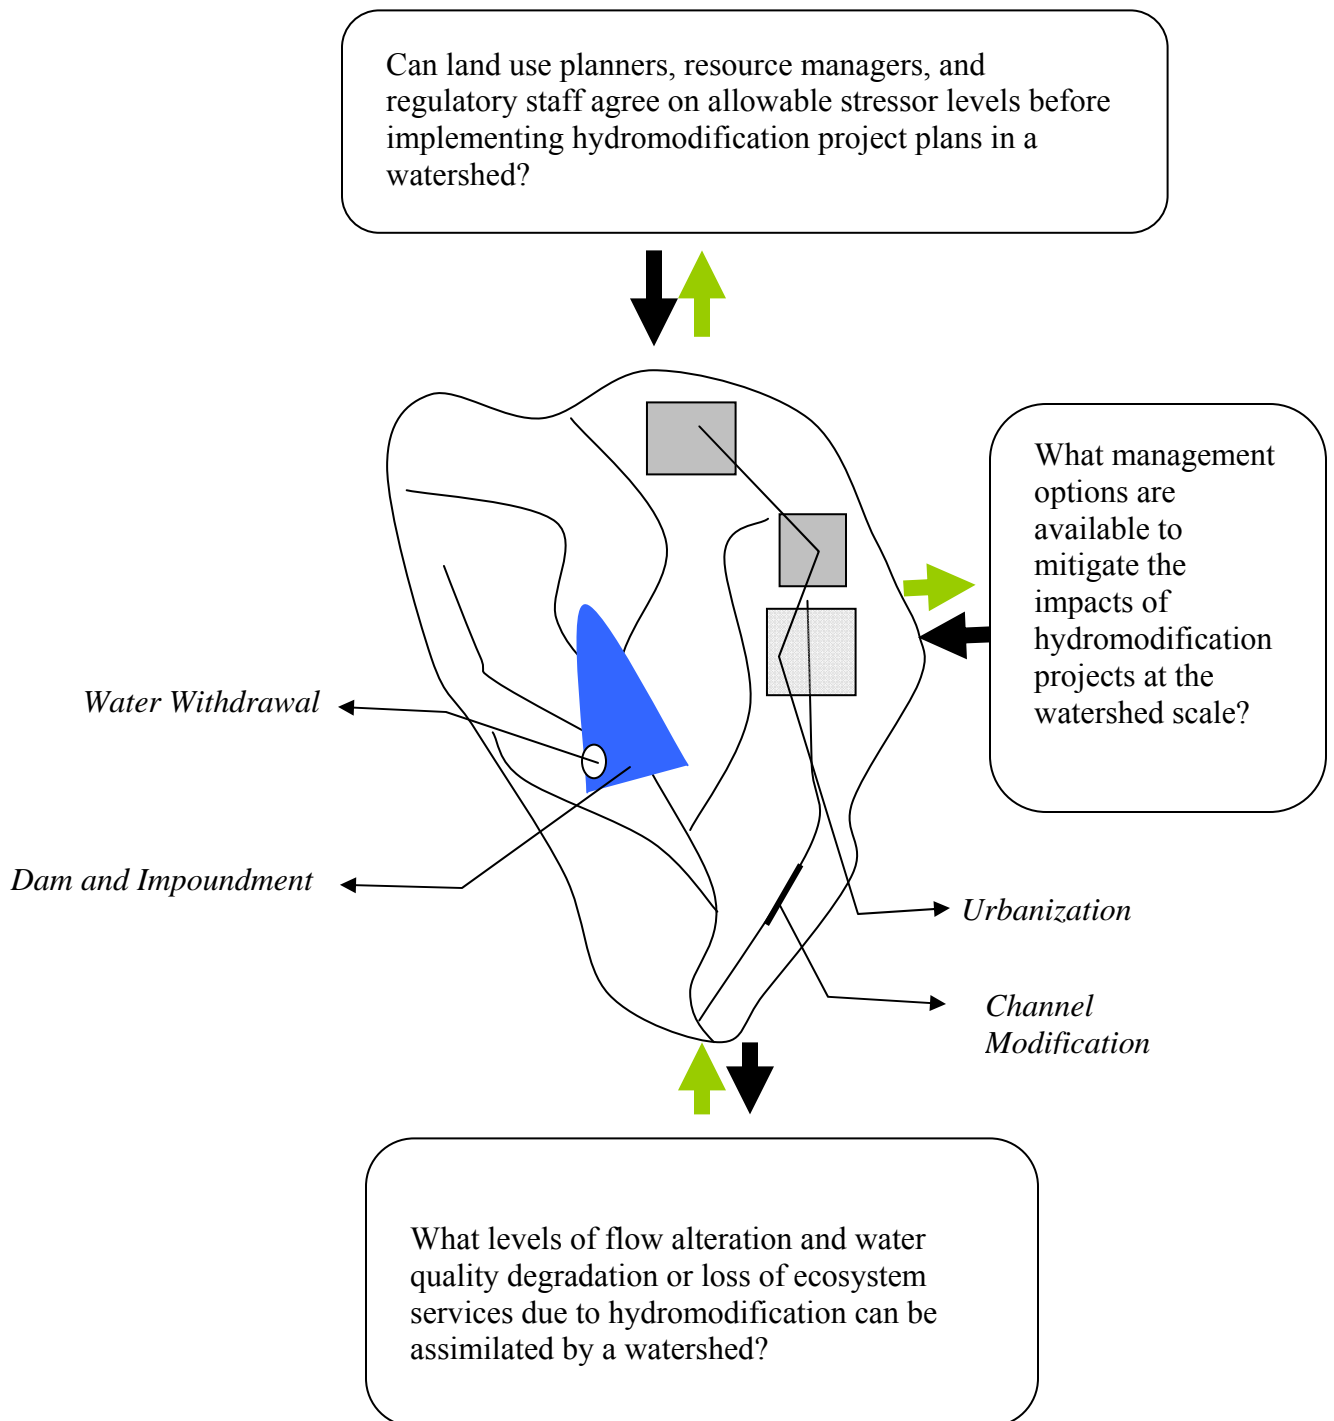 Can land use planners, resource managers, and
regulatory staff agree on allowable stressor levels before
implementing hydromodification project plans in a
watershed?
What management
options are
available to
mitigate the
impacts of
hydromodification
projects at the
watershed scale?
Water Withdrawal
Dam and Impoundment
Urbanization
Channel
Modification
What levels of flow alteration and water
quality degradation or loss of ecosystem
services due to hydromodification can be
assimilated by a watershed?